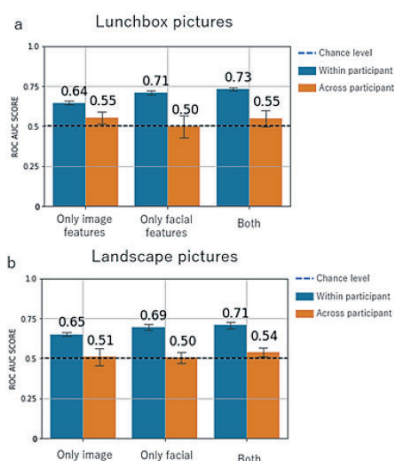 a
Lunchbox pictures
1.0
0.75
0.5
0.25
0
ROC AUC SCORE
0.64
0.55
0.71
0.50
0.73
0.55
Only image
features
Only facial
features
Both
Chance level
Within participant
Across participant
b
Landscape pictures
1.0
0.75
0.5
0.25
0
ROC AUC SCORE
0.65
0.51
0.69
0.50
0.71
0.54
Only image
Only facial
Both
Chance level
Within participant
Across participant